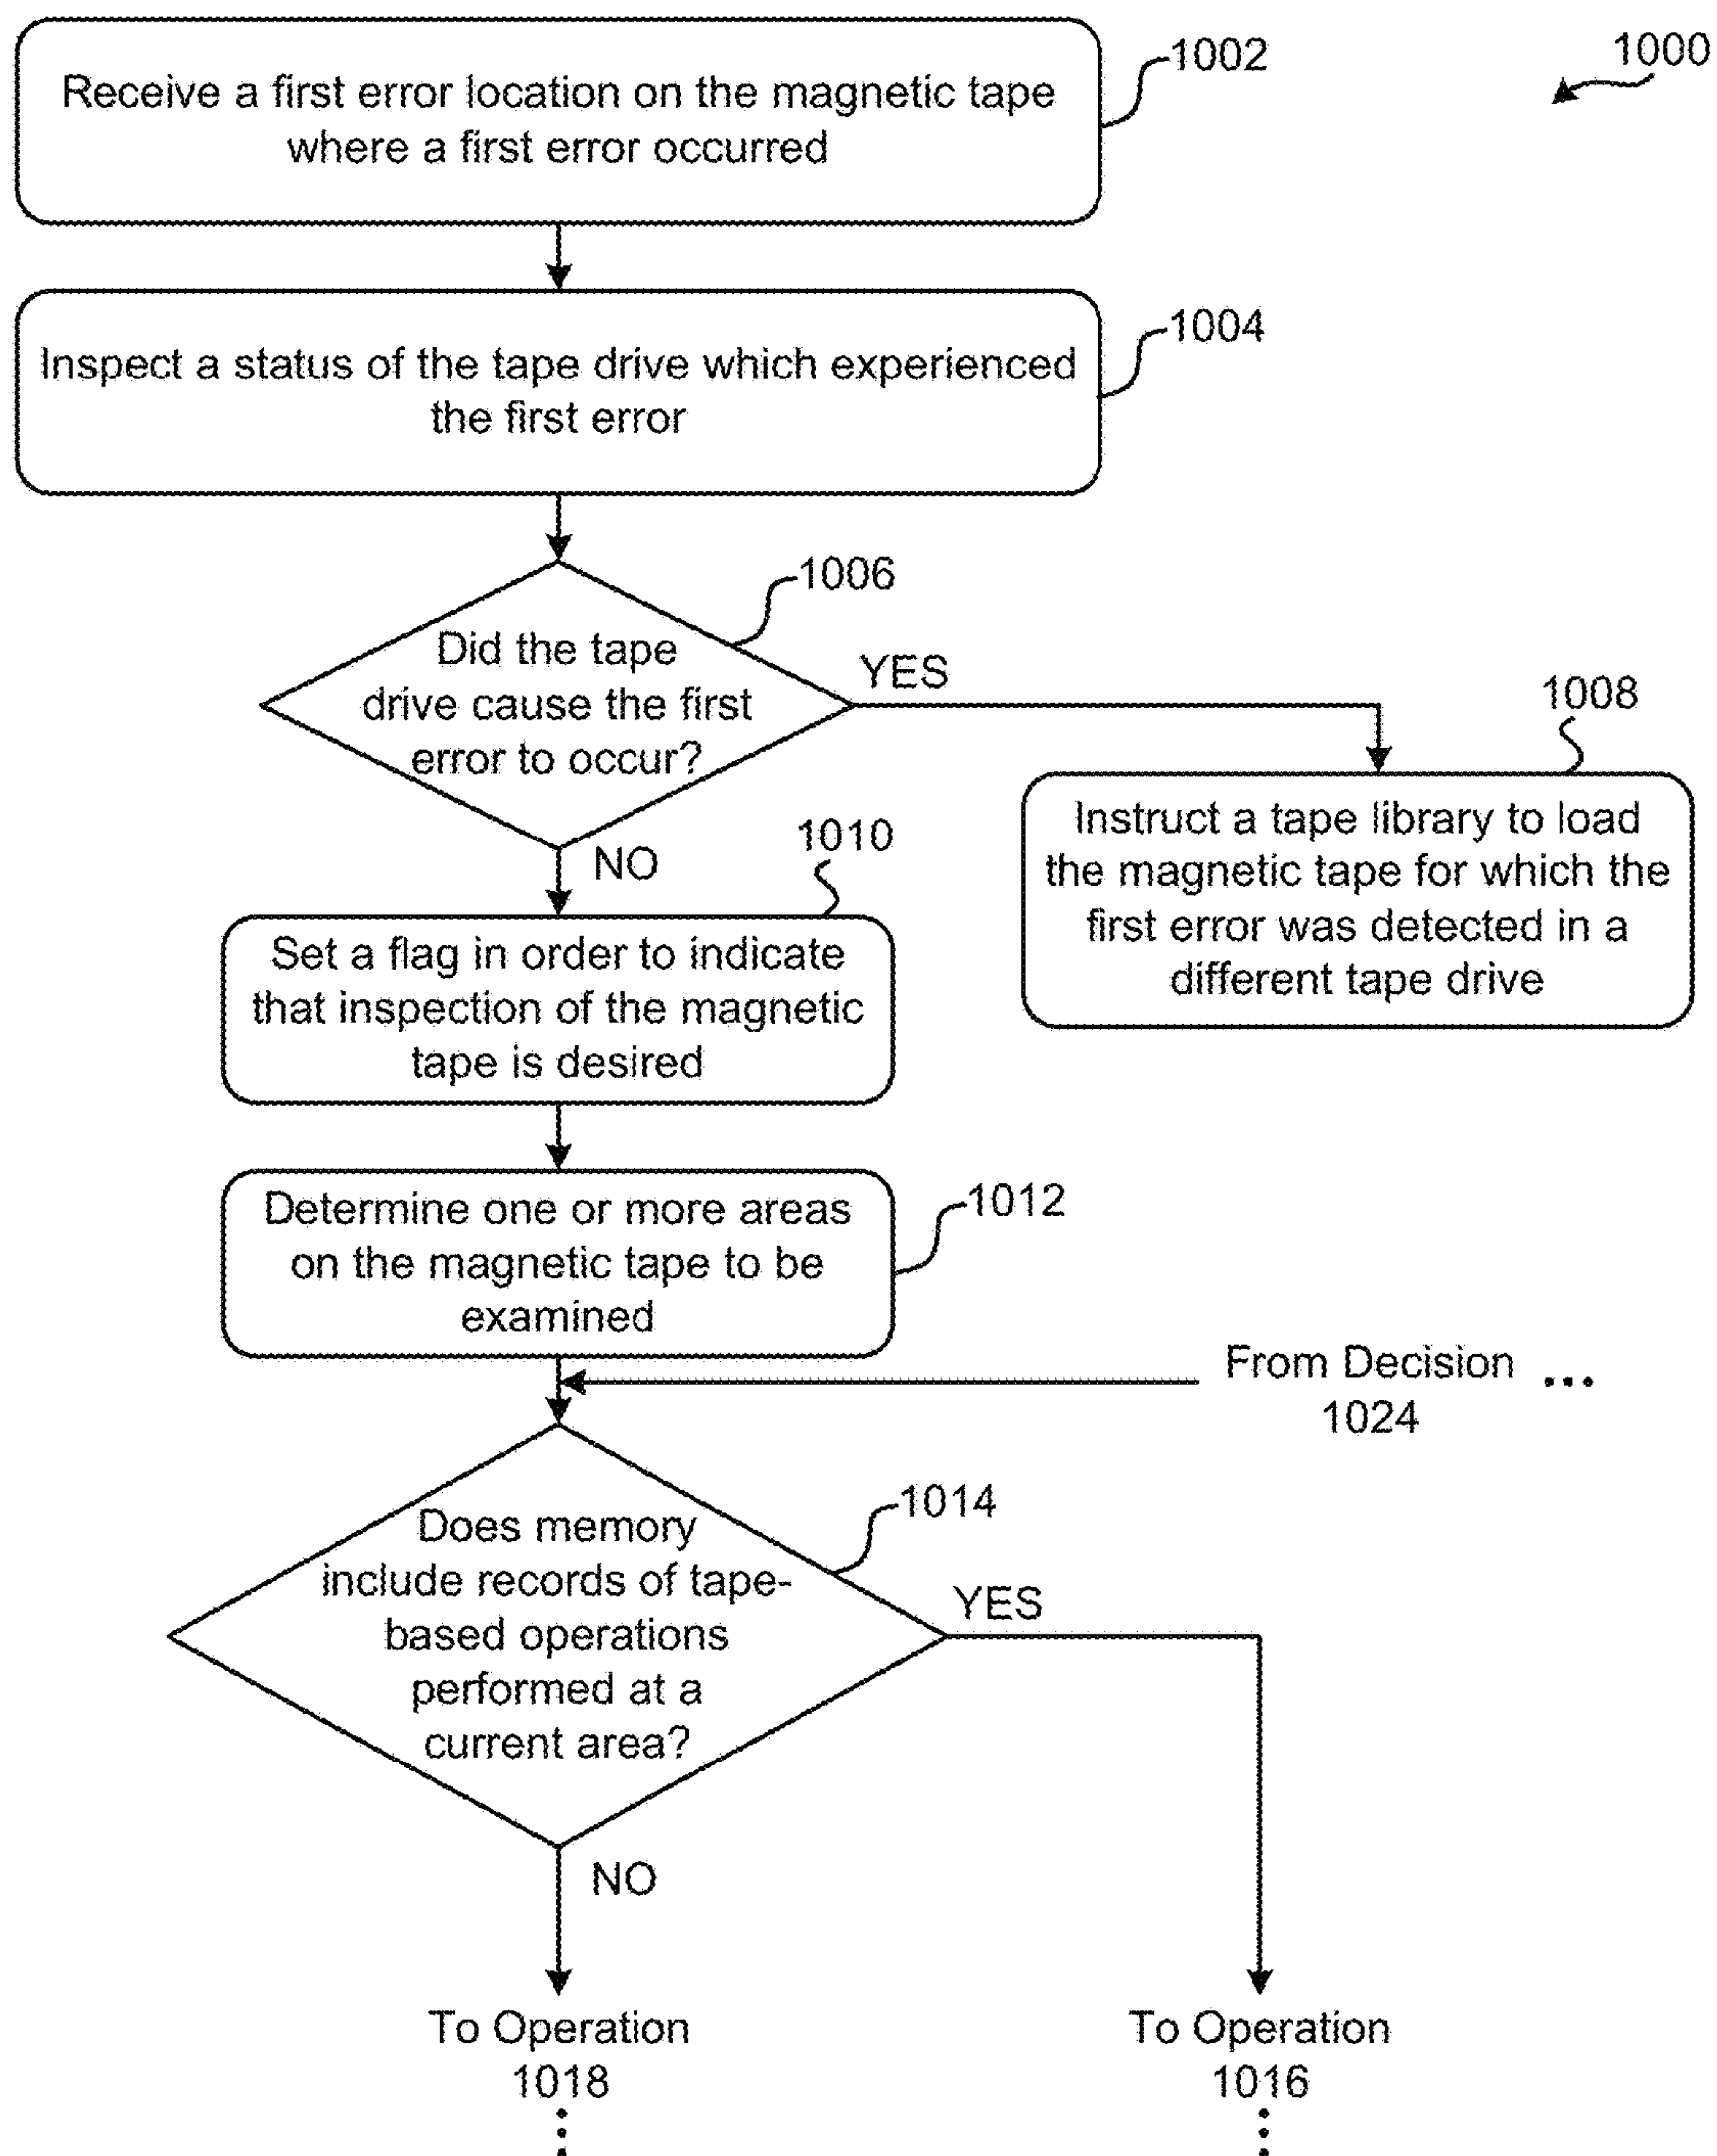 1000
Receive a first error location on the magnetic tape
where a first error occurred
1002
Inspect a status of the tape drive which experienced
the first error
1004
Did the tape
drive cause the first
error to occur?
1006
YES
NO
1008
Instruct a tape library to load
the magnetic tape for which the
first error was detected in a
different tape drive
1010
Set a flag in order to indicate
that inspection of the magnetic
tape is desired
Determine one or more areas
on the magnetic tape to be
examined
1012
From Decision ...
1024
Does memory
include records of tape-
based operations
performed at a
current area?
1014
YES
NO
To Operation
1018
To Operation
1016